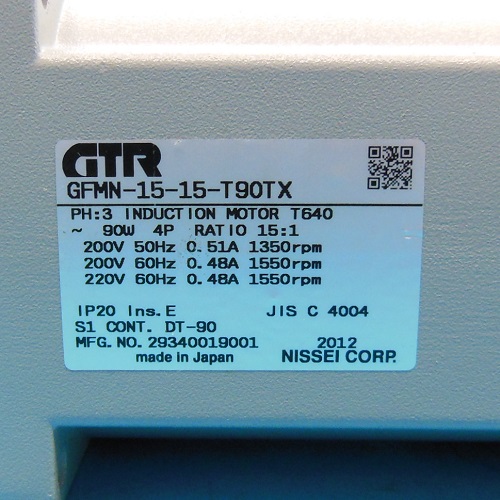 GTR
GFMN-15-15-T90TX
PH:3 INDUCTION MOTOR T640
~ 90W 4P RATIO 15:1
200V 50Hz 0.51A 1350rpm
200V 60Hz 0.48A 1550rpm
220V 60Hz 0.48A 1550rpm
IP20 Ins.E JIS C 4004
S1 CONT. DT-90
MFG.NO.29340019001 2012
made in Japan NISSEI CORP.